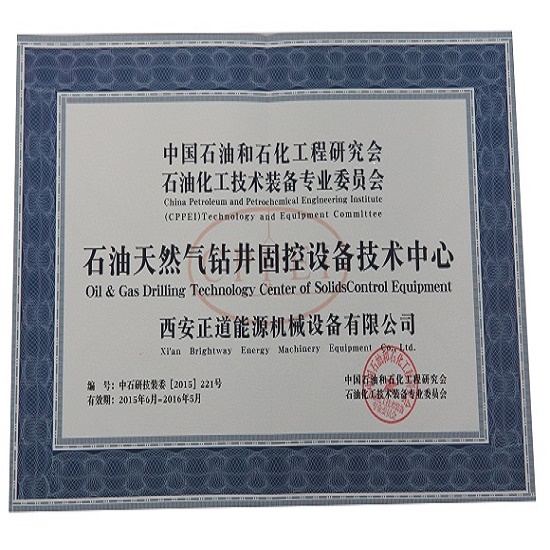 中国石油和石化工程研究会
石油化工技术装备专业委员会
China Petroleum and Petrochemical Engineering Institute
(CPPEI)Technology and Equipment Committee
石油天然气钻井固控设备技术中心
Oil & Gas Drilling Technology Center of SolidsControl Equipment
西安正道能源机械设备有限公司
Xi'an Brightway Energy Machinery Equipment Co., Ltd.
编 号：中石研技装委［2015］221号
有效期：2015年6月-2016年5月
中国石油和石化工程研究会
石油化工技术装备专业委员会
CPPEI